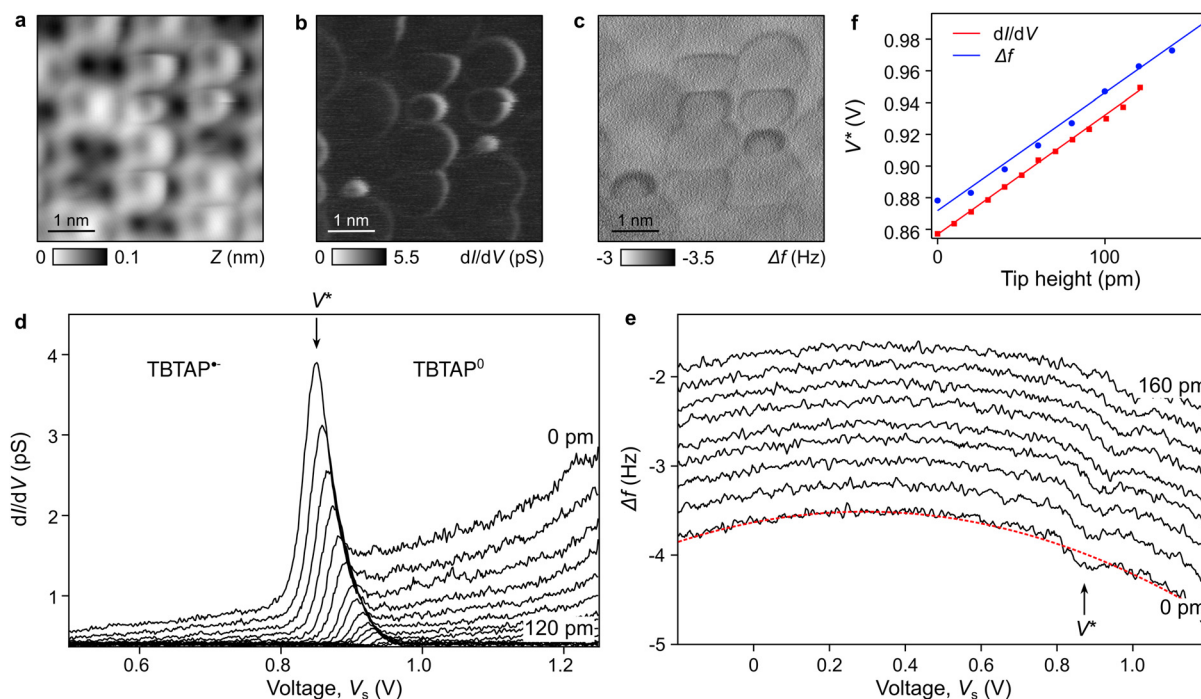 a
1 nm
0 0.1 Z (nm)
b
1 nm
0 5.5 dI/dV (pS)
c
1 nm
-3 -3.5 Δf (Hz)
f
dI/dV
Δf
0.98
0.96
0.94
0.92
0.90
0.88
0.86
V* (V)
0 100
Tip height (pm)
d
V*
TBTAP•-
TBTAP0
0 pm
120 pm
4
3
2
1
dI/dV (pS)
0.6 0.8 1.0 1.2
Voltage, Vs (V)
e
160 pm
0 pm
V*
-2
-3
-4
-5
Δf (Hz)
0 0.2 0.4 0.6 0.8 1.0
Voltage, Vs (V)